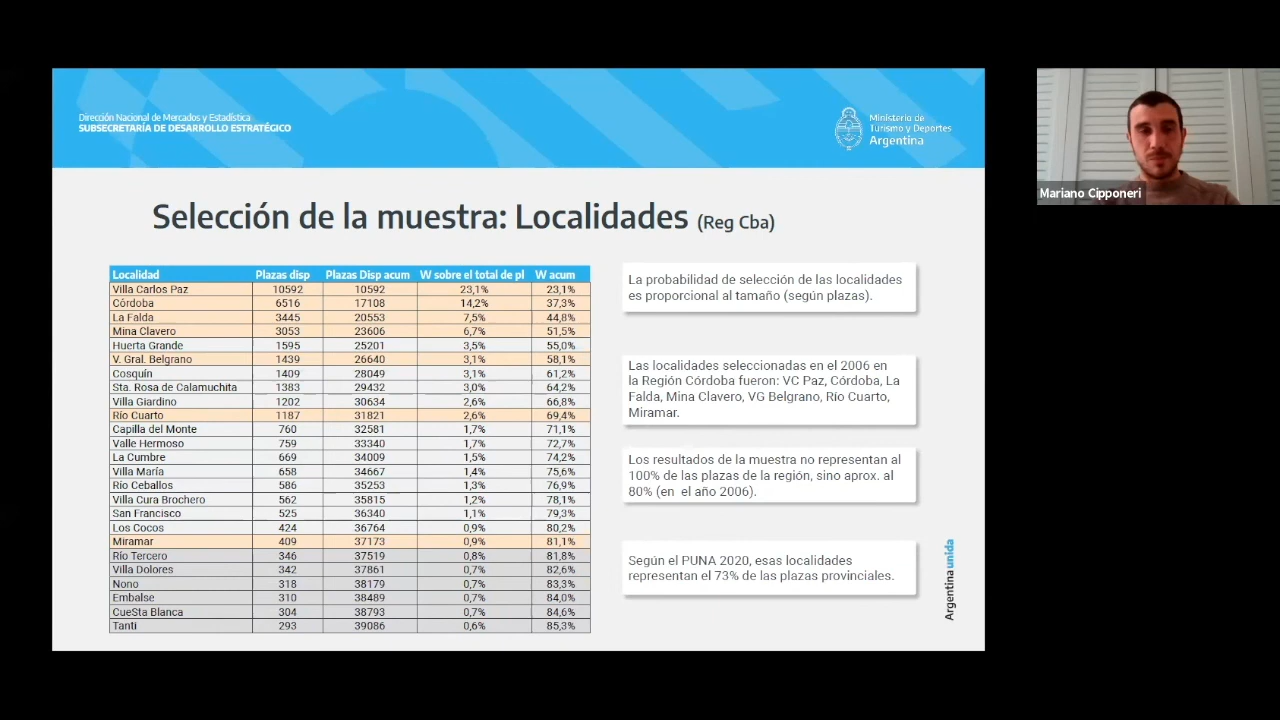 Dirección Nacional de Mercados y Estadística
SUBSECRETARÍA DE DESARROLLO ESTRATÉGICO
Ministerio de
Turismo y Deportes
Argentina
Mariano Cipponeri
Selección de la muestra: Localidades (Reg Cba)
Localidad Plazas disp Plazas Disp acum W sobre el total de pl W acum
Villa Carlos Paz 10592 10592 23,1% 23,1%
Córdoba 6516 17108 14,2% 37,3%
La Falda 3445 20553 7,5% 44,8%
Mina Clavero 3053 23606 6,7% 51,5%
Huerta Grande 1595 25201 3,5% 55,0%
V. Gral. Belgrano 1439 26640 3,1% 58,1%
Cosquín 1409 28049 3,1% 61,2%
Sta. Rosa de Calamuchita 1383 29432 3,0% 64,2%
Villa Giardino 1202 30634 2,6% 66,8%
Río Cuarto 1187 31821 2,6% 69,4%
Capilla del Monte 760 32581 1,7% 71,1%
Valle Hermoso 759 33340 1,7% 72,7%
La Cumbre 669 34009 1,5% 74,2%
Villa María 658 34667 1,4% 75,6%
Rio Ceballos 586 35253 1,3% 76,9%
Villa Cura Brochero 562 35815 1,2% 78,1%
San Francisco 525 36340 1,1% 79,3%
Los Cocos 424 36764 0,9% 80,2%
Miramar 409 37173 0,9% 81,1%
Río Tercero 346 37519 0,8% 81,8%
Villa Dolores 342 37861 0,7% 82,6%
Nono 318 38179 0,7% 83,3%
Embalse 310 38489 0,7% 84,0%
CueSta Blanca 304 38793 0,7% 84,6%
Tanti 293 39086 0,6% 85,3%
La probabilidad de selección de las localidades
es proporcional al tamaño (según plazas).
Las localidades seleccionadas en el 2006 en
la Región Córdoba fueron: VC Paz, Córdoba, La
Falda, Mina Clavero, VG Belgrano, Río Cuarto,
Miramar.
Los resultados de la muestra no representan al
100% de las plazas de la región, sino aprox. al
80% (en el año 2006).
Según el PUNA 2020, esas localidades
representan el 73% de las plazas provinciales.
Argentina unida